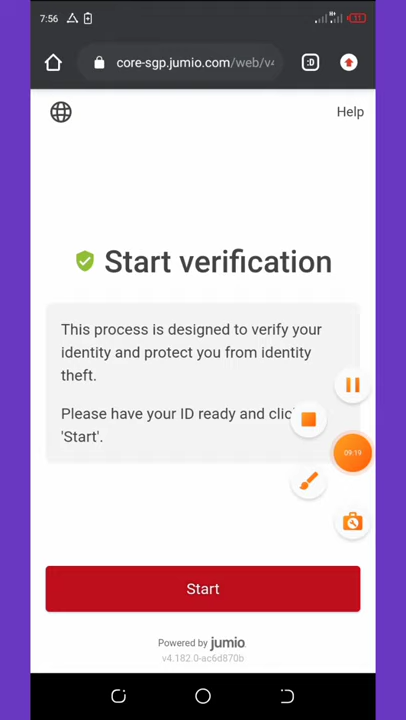 7:56
11
core-sgp.jumio.com/web/v4
:D
Help
Start verification
This process is designed to verify your
identity and protect you from identity
theft.
Please have your ID ready and clic
'Start'.
09:19
Start
Powered by jumio
v4.182.0-ac6d870b